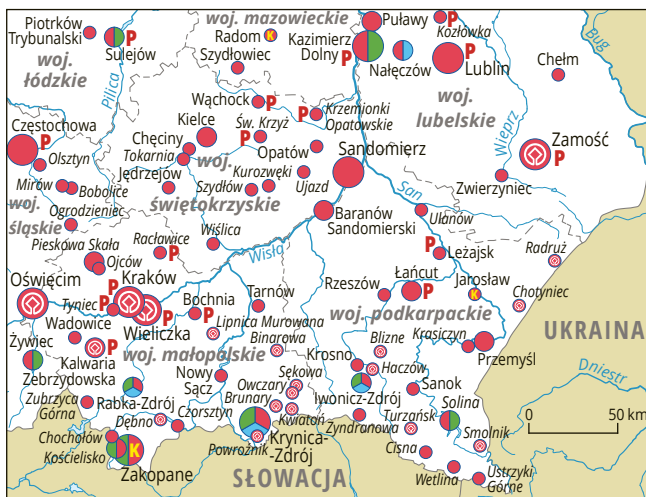 woj. mazowieckie
Piotrków
Trybunalski
P
Sulejów
Radom
K
Szydłowiec
Puławy
Kazimierz
Dolny
P
Nałęczów
P
Kozłówka
Lublin
P
Chełm
Bug
woj.
łódzkie
Pilica
Wąchock
P
Krzemionki
Opatowskie
P
woj.
lubelskie
Wieprz
Zamość
P
Zwierzyniec
Częstochowa
P
Olsztyn
Kielce
Św. Krzyż
P
Chęciny
Tokarnia
Opatów
Sandomierz
woj.
świętokrzyskie
Jędrzejów
Kurozwęki
Szydłów
Ujazd
Mirów
Bobolice
Ogrodzieniec
woj.
śląskie
San
Baranów
Sandomierski
Ulanów
Radruż
Pieskowa Skała
Ojców
Racławice
P
Wiślica
Wisła
Leżajsk
P
Oświęcim
Kraków
P
Tyniec
P
Wieliczka
Bochnia
P
Tarnów
Rzeszów
Łańcut
P
Jarosław
K
Chotyniec
Wadowice
Lipnica Murowana
woj. małopolskie
woj. podkarpackie
Krasiczyn
Przemyśl
UKRAINA
Żywiec
Kalwaria
Zebrzydowska
P
Binarowa
Blizne
Haczów
Krosno
Dniestr
Zubrzyca
Górna
Rabka-Zdrój
Nowy
Sącz
Sękowa
Owczary
Brunary
Kwiatoń
Iwonicz-Zdrój
Sanok
Solina
Dębno
Czorsztyn
Zyndranowa
Turzańsk
Smolnik
0
50 km
Chochołów
Kościelisko
K
Zakopane
Powroźnik
Krynica-
Zdrój
Cisna
Wetlina
Ustrzyki
Górne
SŁOWACJA